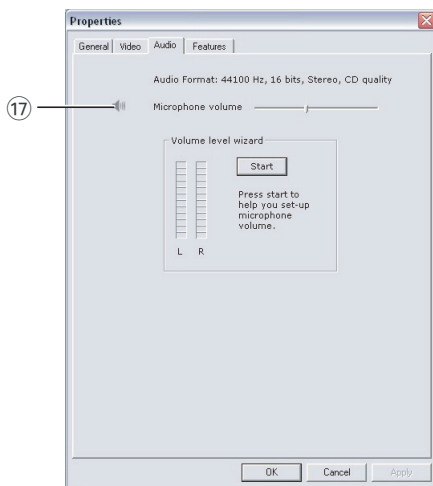 Properties
General Video Audio Features
Audio Format: 44100 Hz, 16 bits, Stereo, CD quality
17 Microphone volume
Volume level wizard
Start
Press start to
help you set-up
microphone
volume.
L R
OK Cancel Apply